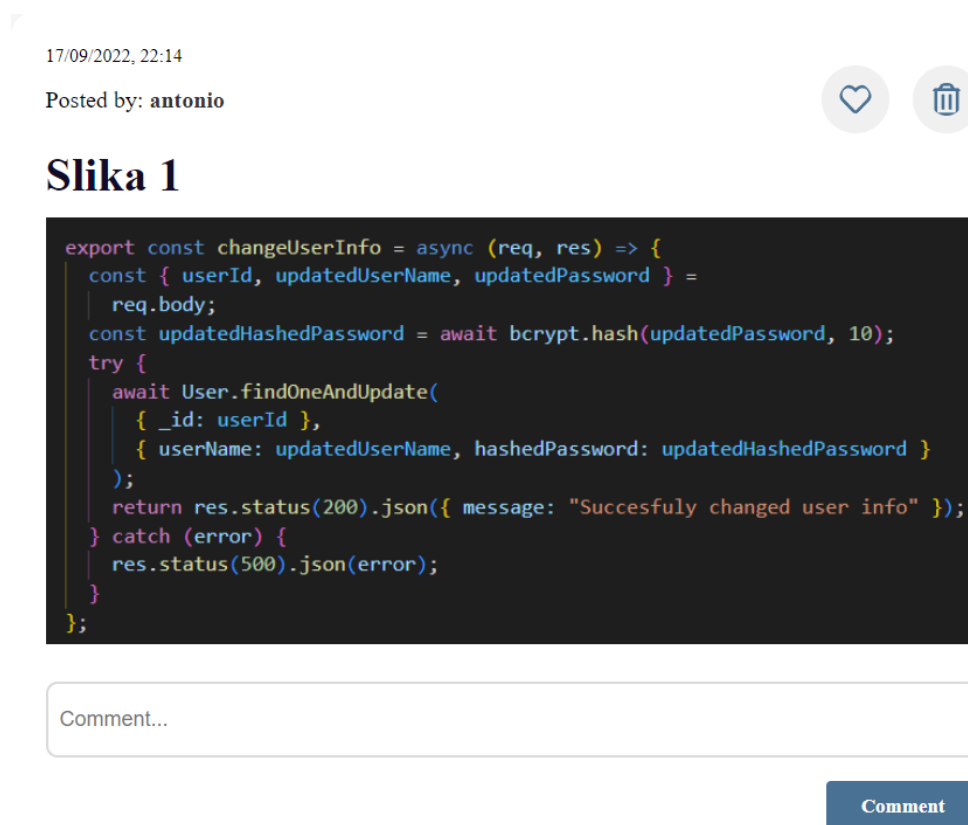 17/09/2022, 22:14
Posted by: antonio
Slika 1
export const changeUserInfo = async (req, res) => {
const { userId, updatedUserName, updatedPassword } =
req.body;
const updatedHashedPassword = await bcrypt.hash(updatedPassword, 10);
try {
await User.findOneAndUpdate(
{ _id: userId },
{ userName: updatedUserName, hashedPassword: updatedHashedPassword }
);
return res.status(200).json({ message: "Succesfuly changed user info" });
} catch (error) {
res.status(500).json(error);
}
};
Comment...
Comment